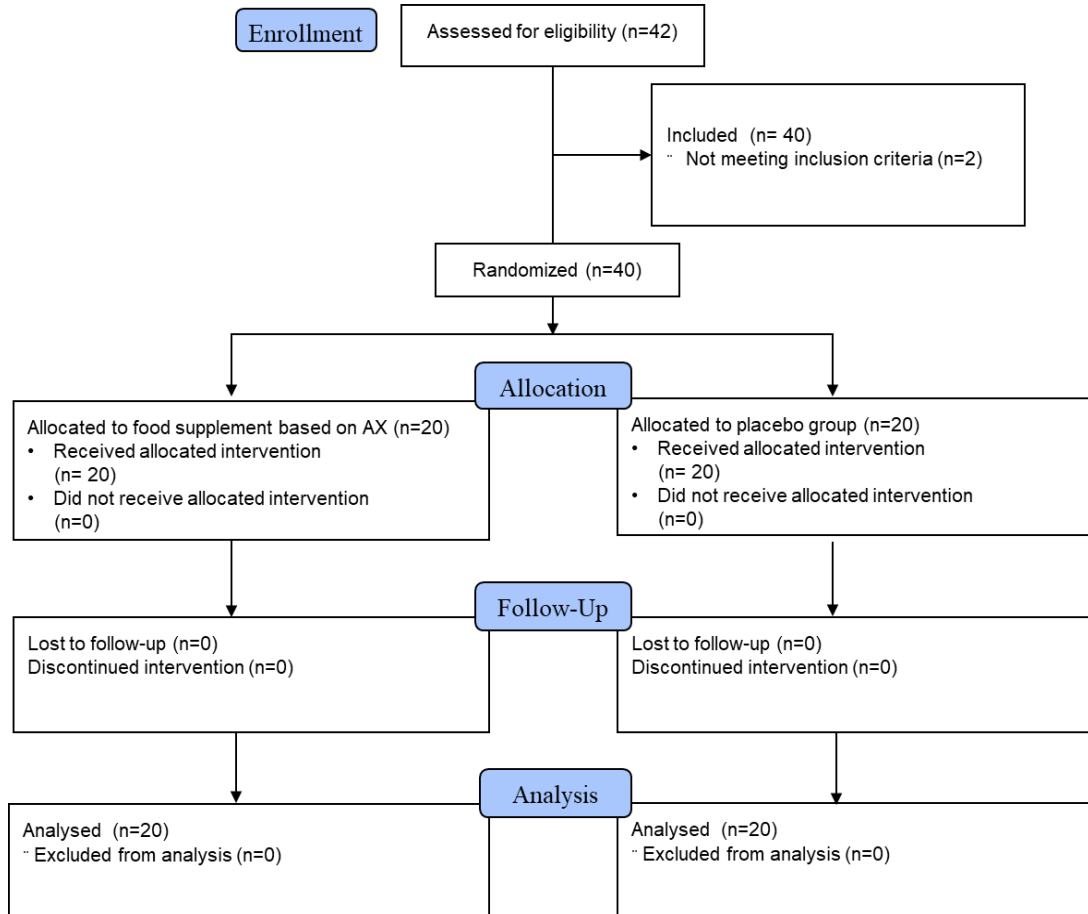 Enrollment
Assessed for eligibility (n=42)
Included (n= 40)
¨ Not meeting inclusion criteria (n=2)
Randomized (n=40)
Allocation
Allocated to food supplement based on AX (n=20)
• Received allocated intervention
(n= 20)
• Did not receive allocated intervention
(n=0)
Allocated to placebo group (n=20)
• Received allocated intervention
(n= 20)
• Did not receive allocated intervention
(n=0)
Follow-Up
Lost to follow-up (n=0)
Discontinued intervention (n=0)
Lost to follow-up (n=0)
Discontinued intervention (n=0)
Analysis
Analysed (n=20)
¨ Excluded from analysis (n=0)
Analysed (n=20)
¨ Excluded from analysis (n=0)